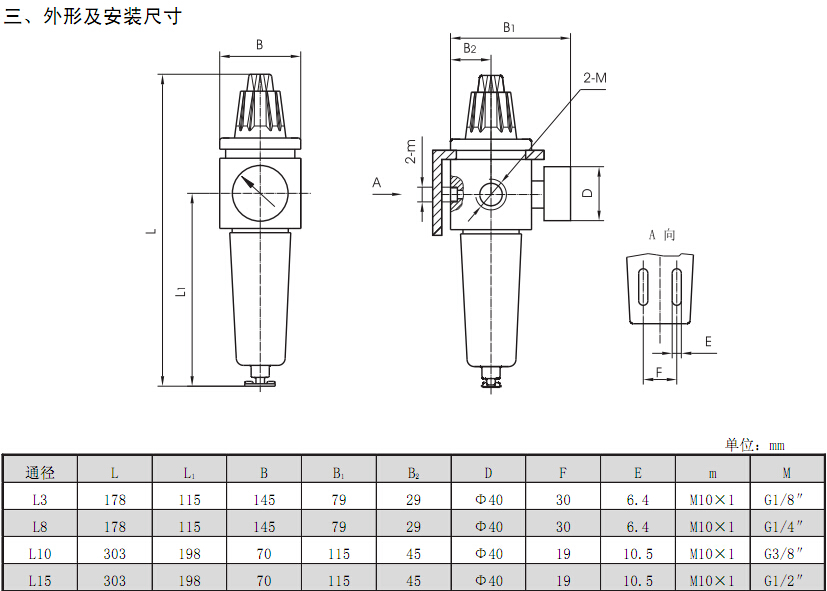 三、外形及安装尺寸
B
B₁
B₂
2-M
2-m
A
D
L
L₁
A 向
E
F
单位：mm
通径 L L₁ B B₁ B₂ D F E m M
L3 178 115 145 79 29 Φ40 30 6.4 M10×1 G1/8″
L8 178 115 145 79 29 Φ40 30 6.4 M10×1 G1/4″
L10 303 198 70 115 45 Φ40 19 10.5 M10×1 G3/8″
L15 303 198 70 115 45 Φ40 19 10.5 M10×1 G1/2″